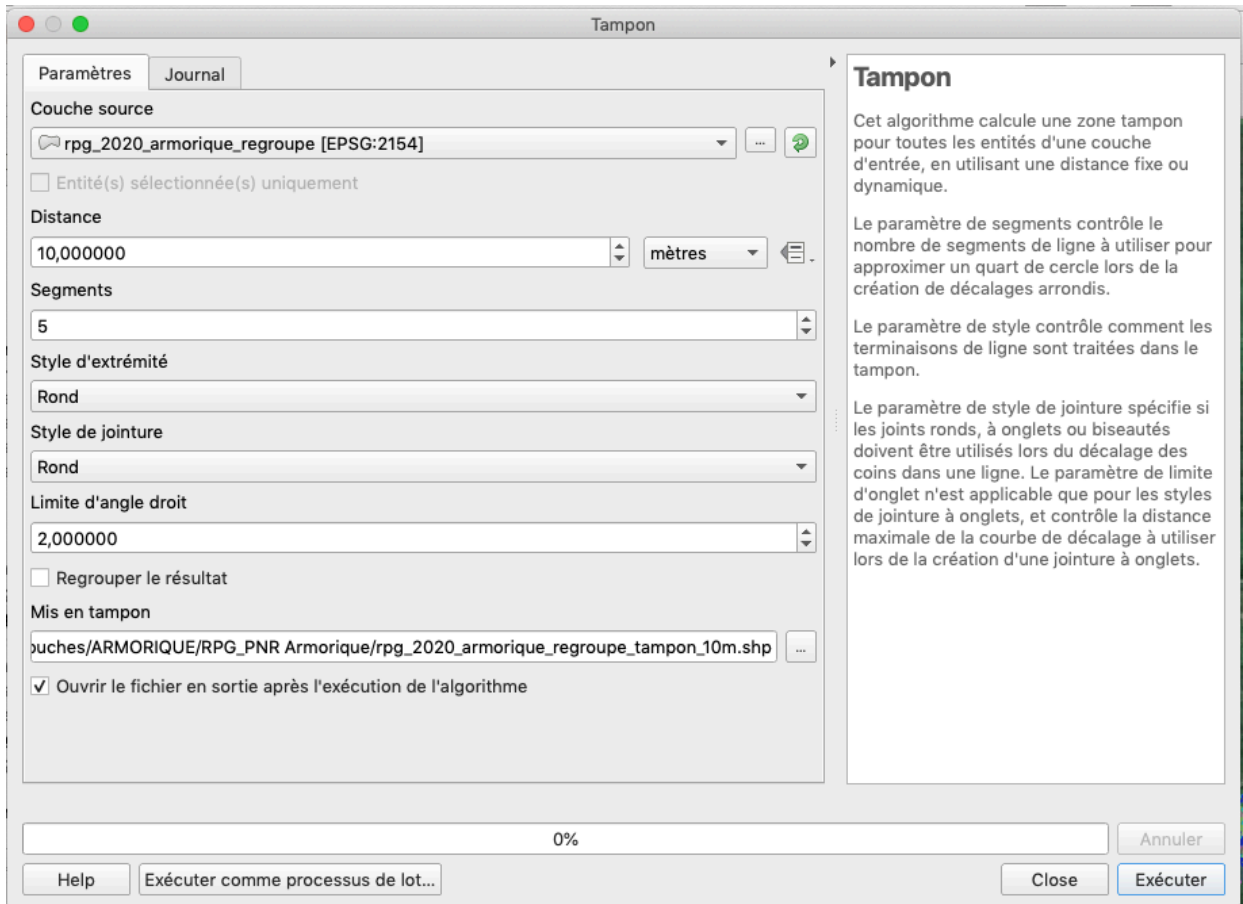 Tampon
Paramètres
Journal
Couche source
rpg_2020_armorique_regroupe [EPSG:2154]
...
Entité(s) sélectionnée(s) uniquement
Distance
10,000000
mètres
Segments
5
Style d'extrémité
Rond
Style de jointure
Rond
Limite d'angle droit
2,000000
Regrouper le résultat
Mis en tampon
ouches/ARMORIQUE/RPG_PNR Armorique/rpg_2020_armorique_regroupe_tampon_10m.shp
...
Ouvrir le fichier en sortie après l'exécution de l'algorithme
Tampon
Cet algorithme calcule une zone tampon
pour toutes les entités d'une couche
d'entrée, en utilisant une distance fixe ou
dynamique.
Le paramètre de segments contrôle le
nombre de segments de ligne à utiliser pour
approximer un quart de cercle lors de la
création de décalages arrondis.
Le paramètre de style contrôle comment les
terminaisons de ligne sont traitées dans le
tampon.
Le paramètre de style de jointure spécifie si
les joints ronds, à onglets ou biseautés
doivent être utilisés lors du décalage des
coins dans une ligne. Le paramètre de limite
d'onglet n'est applicable que pour les styles
de jointure à onglets, et contrôle la distance
maximale de la courbe de décalage à utiliser
lors de la création d'une jointure à onglets.
0%
Annuler
Help
Exécuter comme processus de lot...
Close
Exécuter